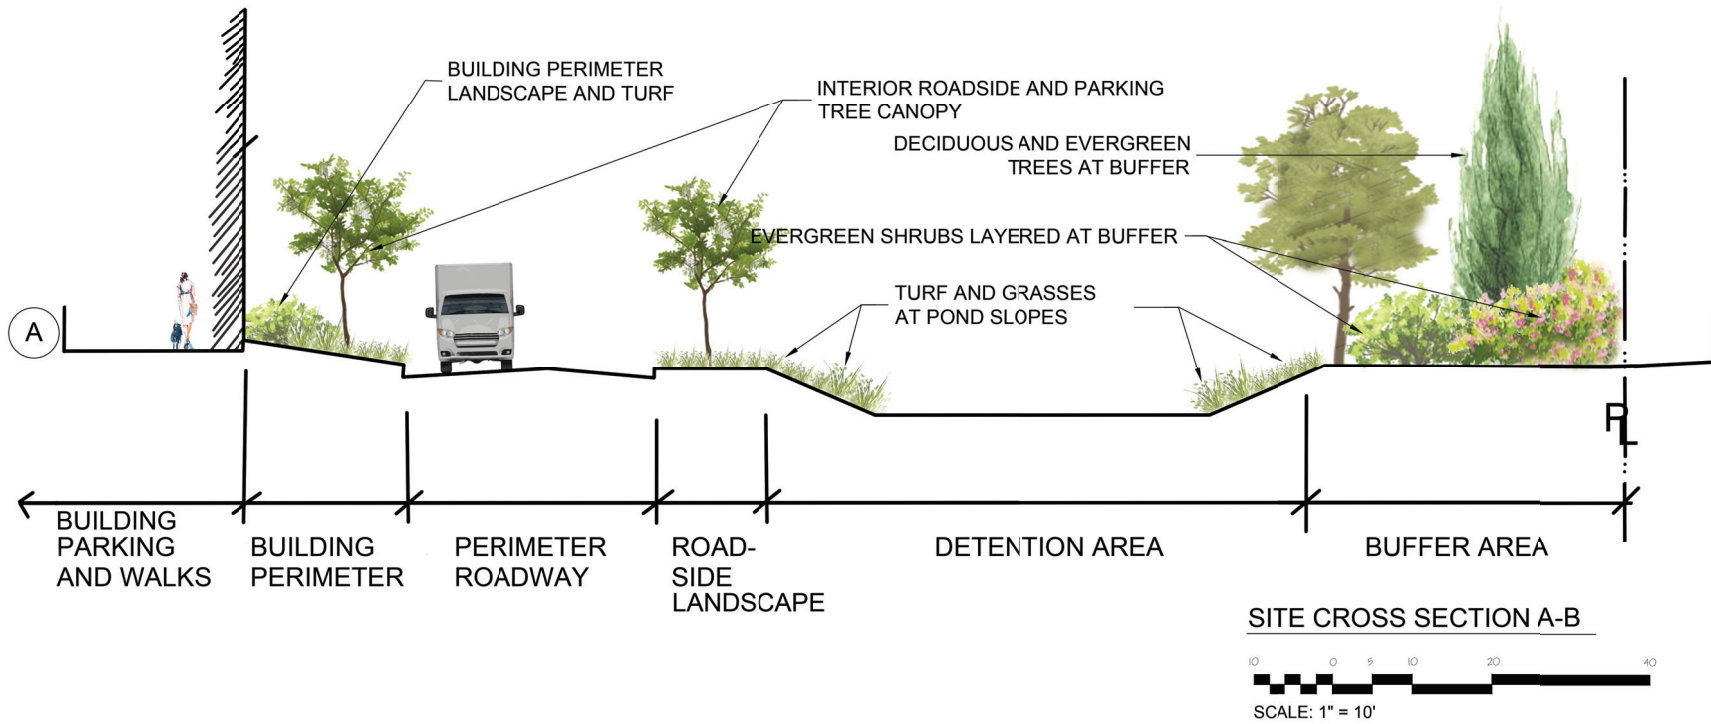 BUILDING PERIMETER
LANDSCAPE AND TURF
INTERIOR ROADSIDE AND PARKING
TREE CANOPY
DECIDUOUS AND EVERGREEN
TREES AT BUFFER
EVERGREEN SHRUBS LAYERED AT BUFFER
TURF AND GRASSES
AT POND SLOPES
A
PL
BUILDING
PARKING
AND WALKS
BUILDING
PERIMETER
PERIMETER
ROADWAY
ROAD-
SIDE
LANDSCAPE
DETENTION AREA
BUFFER AREA
SITE CROSS SECTION A-B
10 0 5 10 20 40
SCALE: 1" = 10'